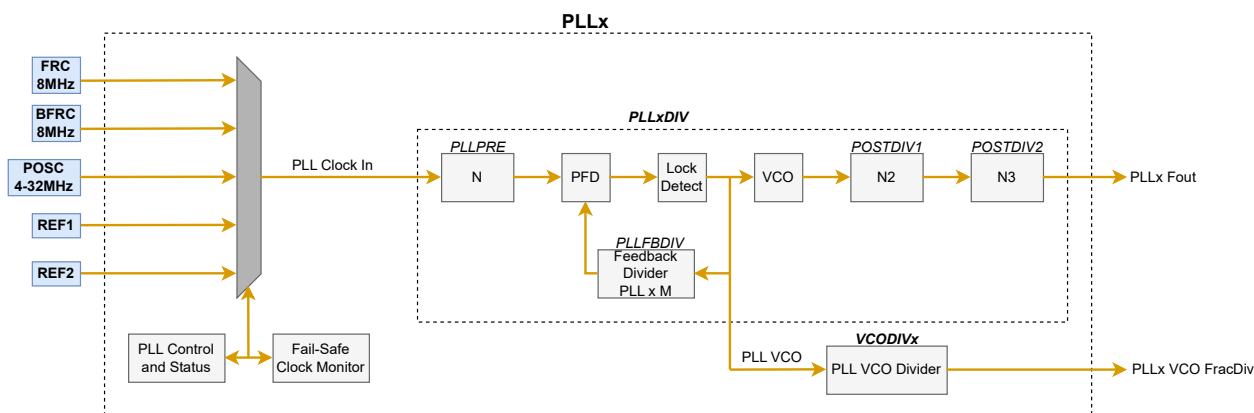 PLLx
FRC
8MHz
BFRC
8MHz
POSC
4-32MHz
REF1
REF2
PLL Clock In
PLLxDIV
PLLPRE
N
PFD
Lock
Detect
VCO
POSTDIV1
N2
POSTDIV2
N3
PLLx Fout
PLLFBDIV
Feedback
Divider
PLL x M
PLL Control
and Status
Fail-Safe
Clock Monitor
PLL VCO
VCODIVx
PLL VCO Divider
PLLx VCO FracDiv